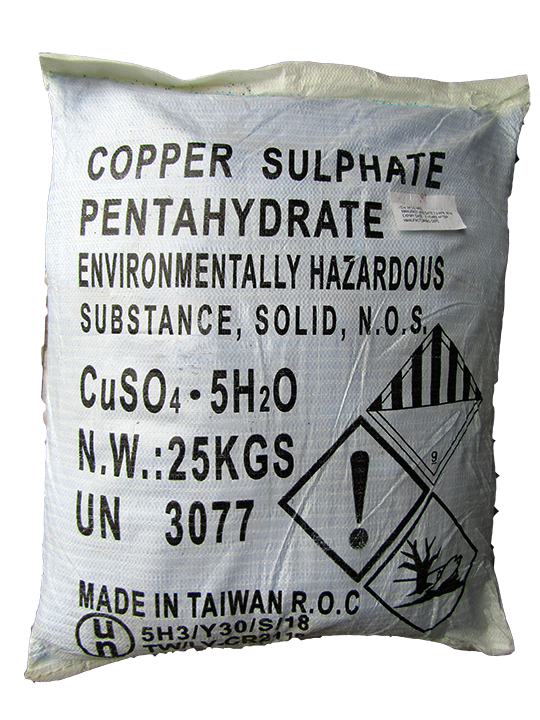 COPPER SULPHATE
PENTAHYDRATE
ENVIRONMENTALLY HAZARDOUS
SUBSTANCE, SOLID, N.O.S.
CuSO₄·5H₂O
N.W.:25KGS
UN 3077
9
MADE IN TAIWAN R.O.C
un
5H3/Y30/S/18